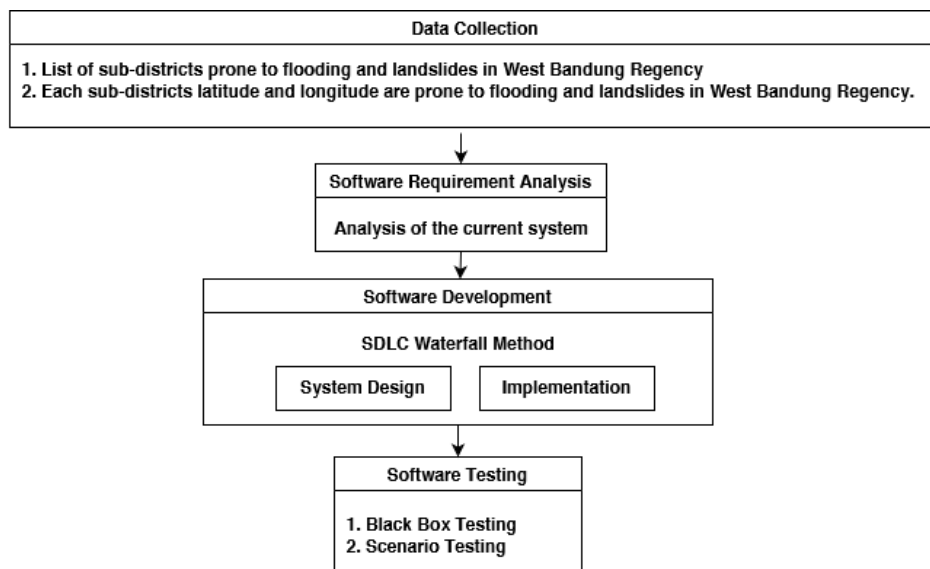 Data Collection
1. List of sub-districts prone to flooding and landslides in West Bandung Regency
2. Each sub-districts latitude and longitude are prone to flooding and landslides in West Bandung Regency.
Software Requirement Analysis
Analysis of the current system
Software Development
SDLC Waterfall Method
System Design
Implementation
Software Testing
1. Black Box Testing
2. Scenario Testing